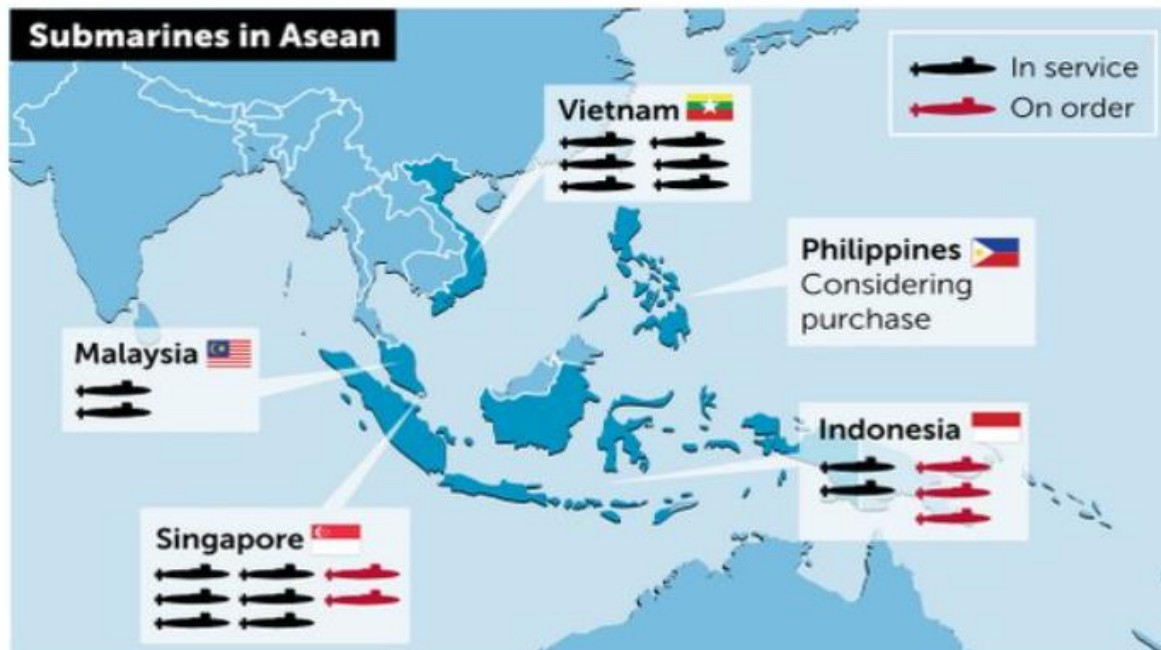 Submarines in Asean
In service
On order
Vietnam
Philippines
Considering
purchase
Malaysia
Indonesia
Singapore